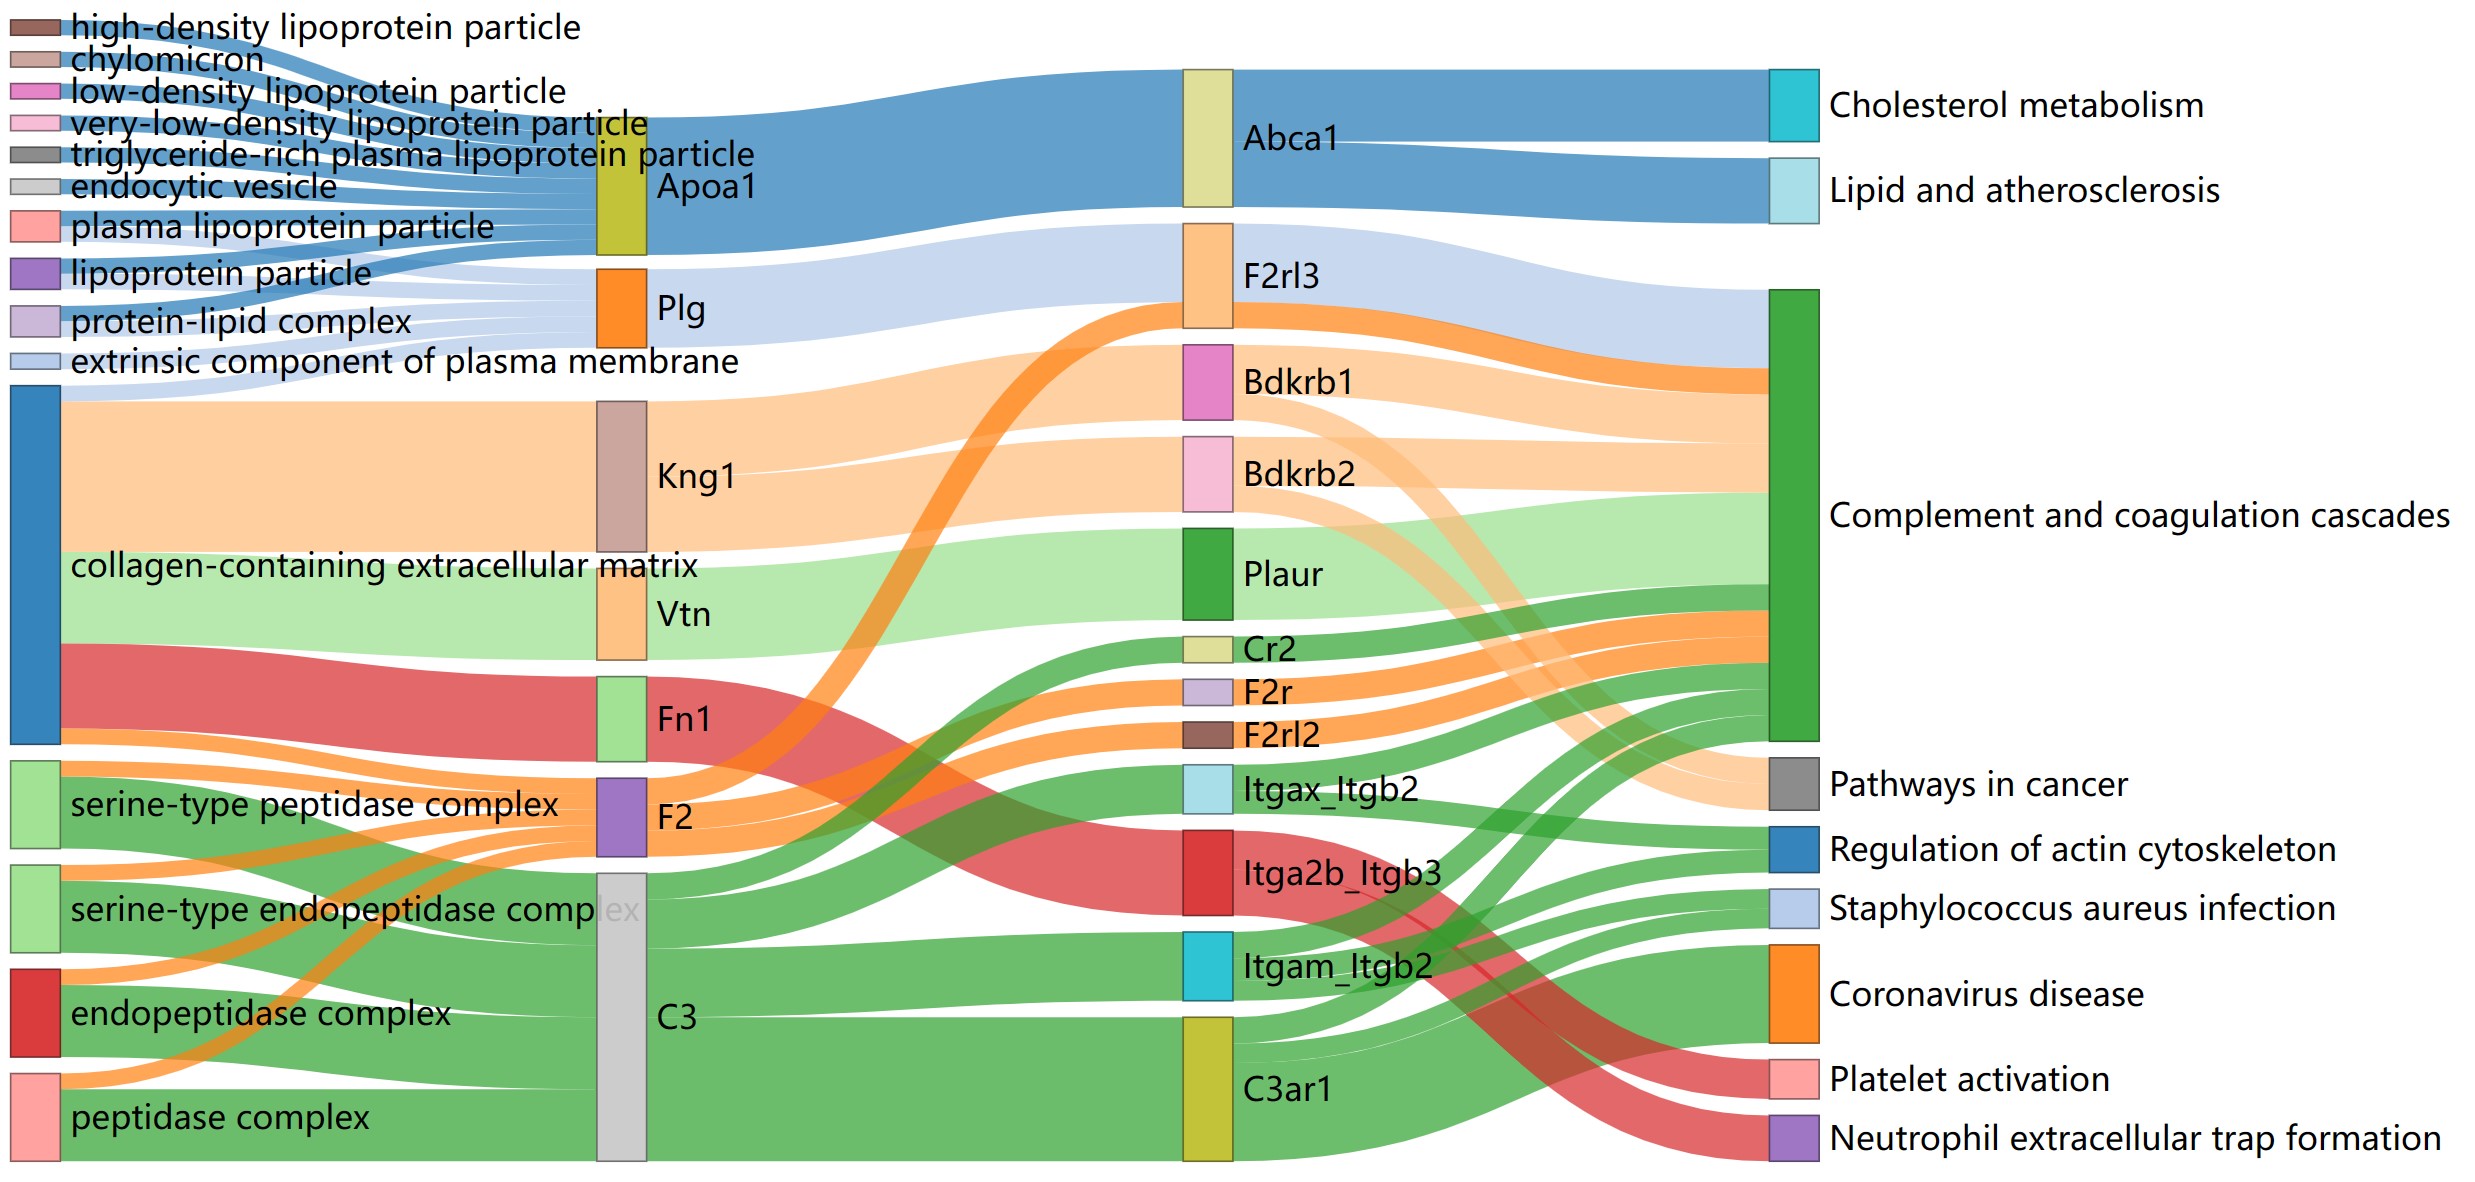 high-density lipoprotein particle
chylomicron
low-density lipoprotein particle
very-low-density lipoprotein particle
triglyceride-rich plasma lipoprotein particle
endocytic vesicle
plasma lipoprotein particle
lipoprotein particle
protein-lipid complex
extrinsic component of plasma membrane
collagen-containing extracellular matrix
serine-type peptidase complex
serine-type endopeptidase complex
endopeptidase complex
peptidase complex
Apoa1
Plg
Kng1
Vtn
Fn1
F2
C3
Abca1
F2rl3
Bdkrb1
Bdkrb2
Plaur
Cr2
F2r
F2rl2
Itgax_Itgb2
Itga2b_Itgb3
Itgam_Itgb2
C3ar1
Cholesterol metabolism
Lipid and atherosclerosis
Complement and coagulation cascades
Pathways in cancer
Regulation of actin cytoskeleton
Staphylococcus aureus infection
Coronavirus disease
Platelet activation
Neutrophil extracellular trap formation